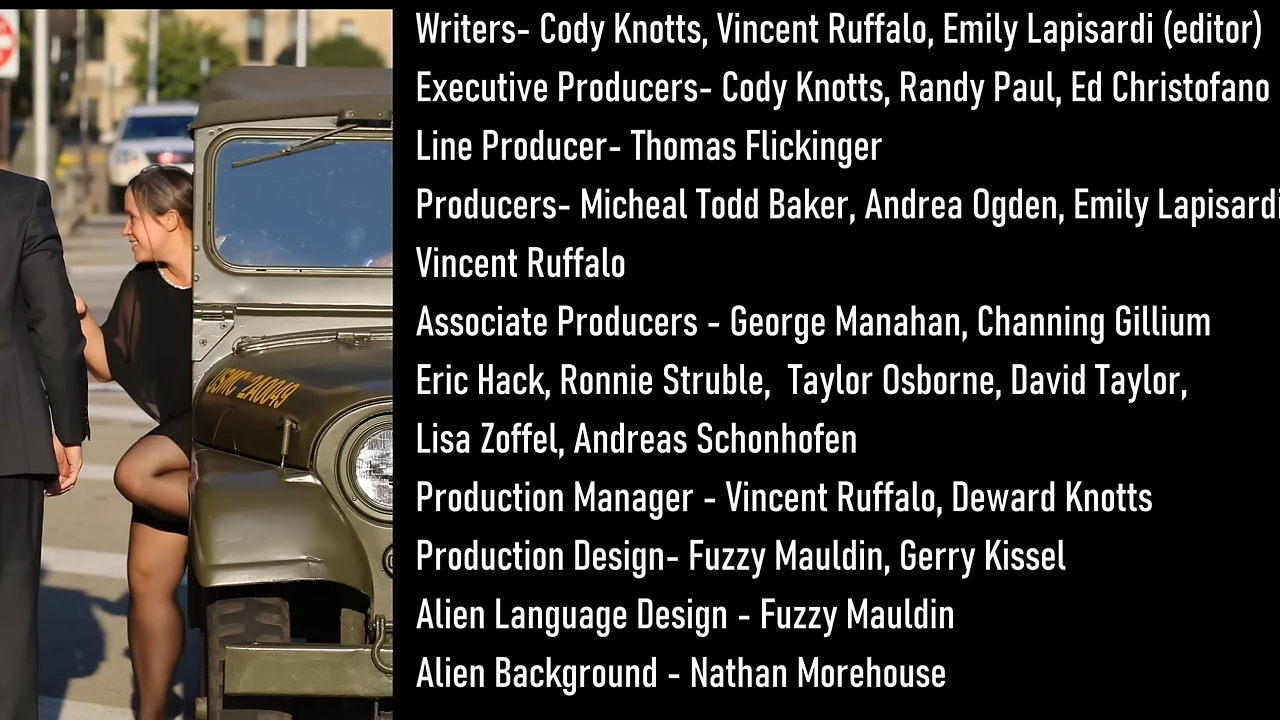 Writers- Cody Knotts, Vincent Ruffalo, Emily Lapisardi (editor)
Executive Producers- Cody Knotts, Randy Paul, Ed Christofano
Line Producer- Thomas Flickinger
Producers- Micheal Todd Baker, Andrea Ogden, Emily Lapisardi
Vincent Ruffalo
Associate Producers - George Manahan, Channing Gillium
Eric Hack, Ronnie Struble,  Taylor Osborne, David Taylor,
Lisa Zoffel, Andreas Schonhofen
Production Manager - Vincent Ruffalo, Deward Knotts
Production Design- Fuzzy Mauldin, Gerry Kissel
Alien Language Design - Fuzzy Mauldin
Alien Background - Nathan Morehouse
USMC 2A0049